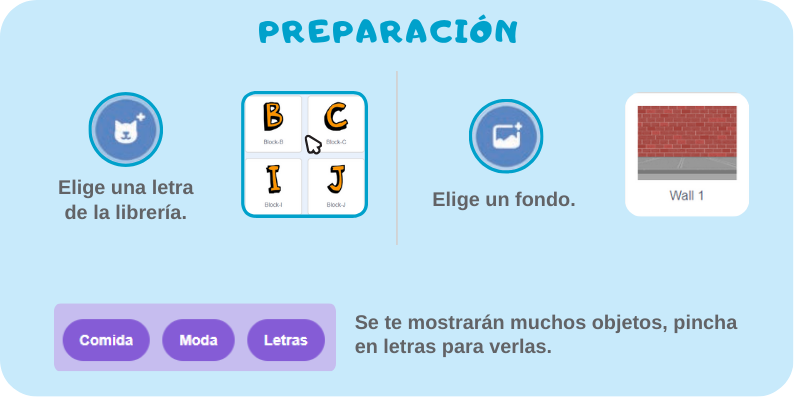 PREPARACIÓN
Elige una letra
de la librería.
B
C
Block-B
Block-C
I
J
Block-I
Block-J
Elige un fondo.
Wall 1
Comida
Moda
Letras
Se te mostrarán muchos objetos, pincha
en letras para verlas.